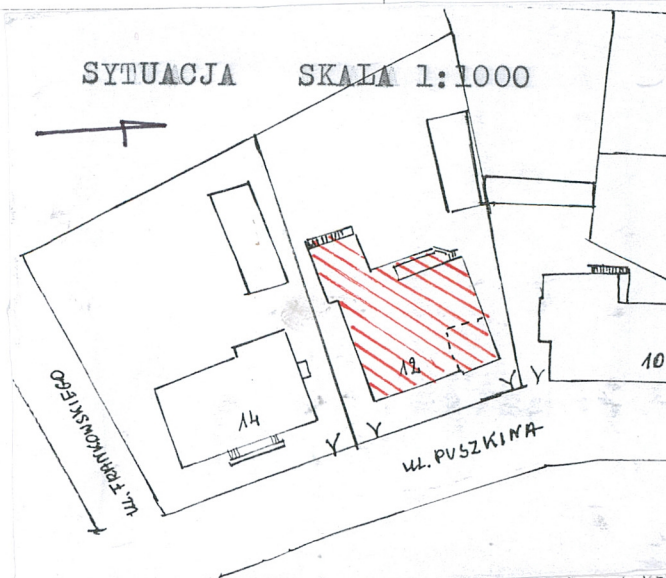 SYTUACJA SKALA 1:1000
12
10
14
UL. FRANKOWSKIEGO
UL. PUSZKINA